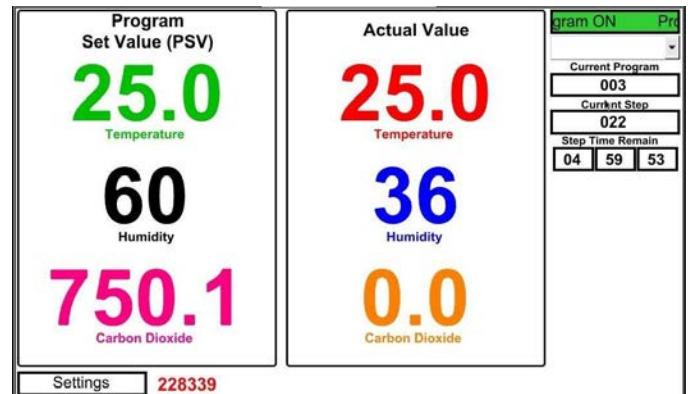 Program
Set Value (PSV)
25.0
Temperature
60
Humidity
750.1
Carbon Dioxide
Actual Value
25.0
Temperature
36
Humidity
0.0
Carbon Dioxide
gram ON Pro
Current Program
003
Current Step
022
Step Time Remain
04 59 53
Settings 228339